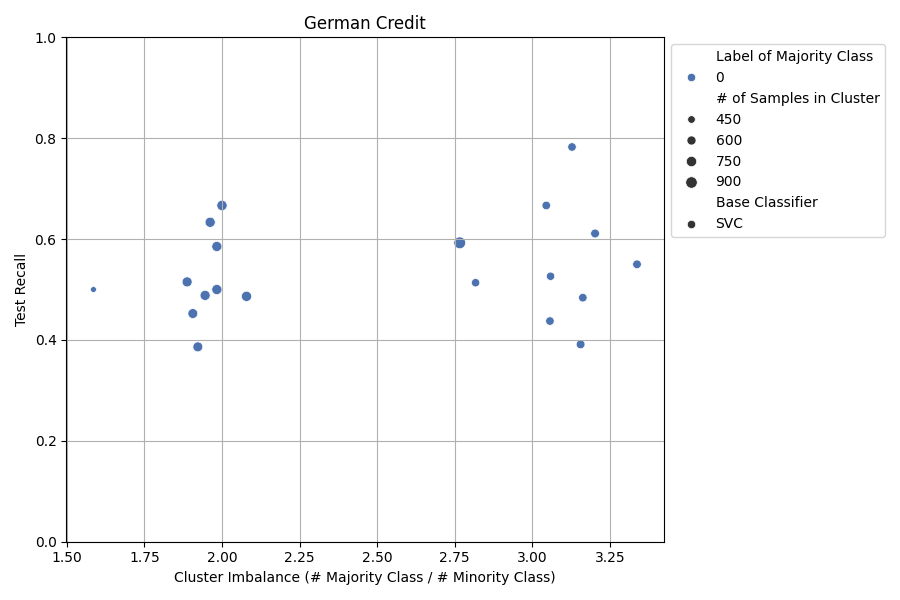 German Credit
1.0
0.8
0.6
0.4
0.2
0.0
Test Recall
1.50 1.75 2.00 2.25 2.50 2.75 3.00 3.25
Cluster Imbalance (# Majority Class / # Minority Class)
Label of Majority Class
0
# of Samples in Cluster
450
600
750
900
Base Classifier
SVC